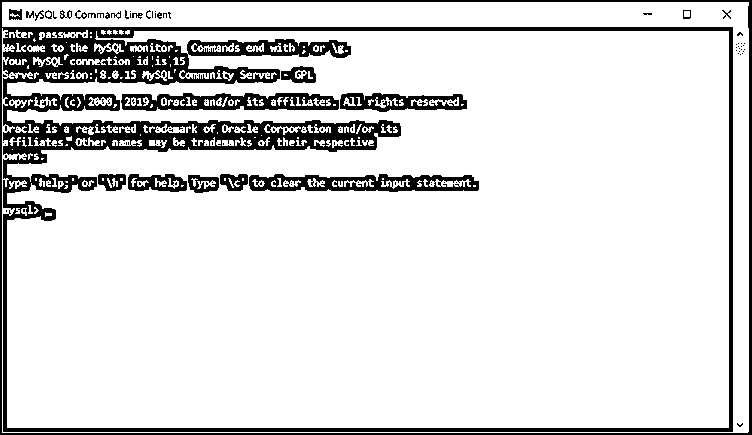 MySQL 8.0 Command Line Client
Enter password: *****
Welcome to the MySQL monitor.  Commands end with ; or \g.
Your MySQL connection id is 15
Server version: 8.0.15 MySQL Community Server - GPL
Copyright (c) 2000, 2019, Oracle and/or its affiliates. All rights reserved.
Oracle is a registered trademark of Oracle Corporation and/or its
affiliates. Other names may be trademarks of their respective
owners.
Type 'help;' or '\h' for help. Type '\c' to clear the current input statement.
mysql> _